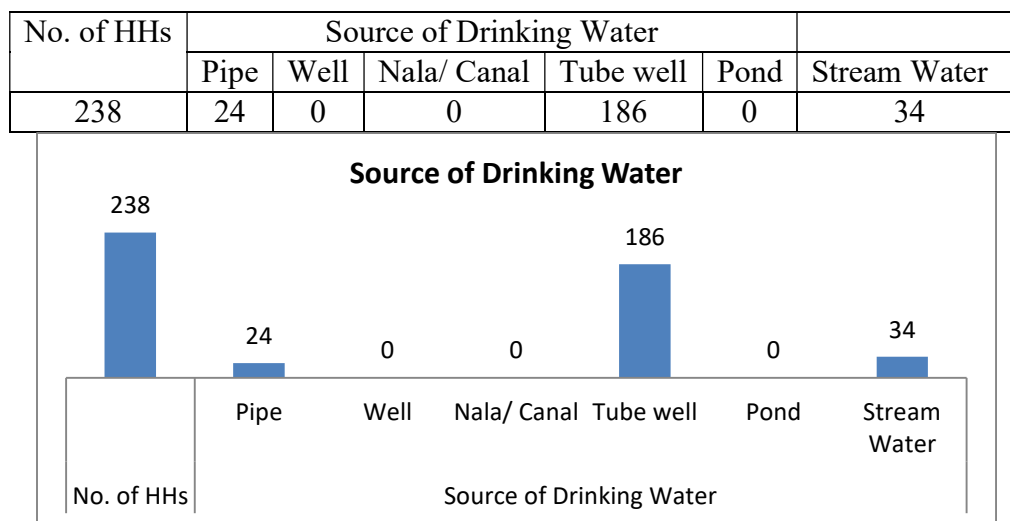 No. of HHs Source of Drinking Water
Pipe Well Nala/ Canal Tube well Pond Stream Water
238 24 0 0 186 0 34
Source of Drinking Water
238
24
0
0
186
0
34
Pipe Well Nala/ Canal Tube well Pond Stream
Water
No. of HHs Source of Drinking Water